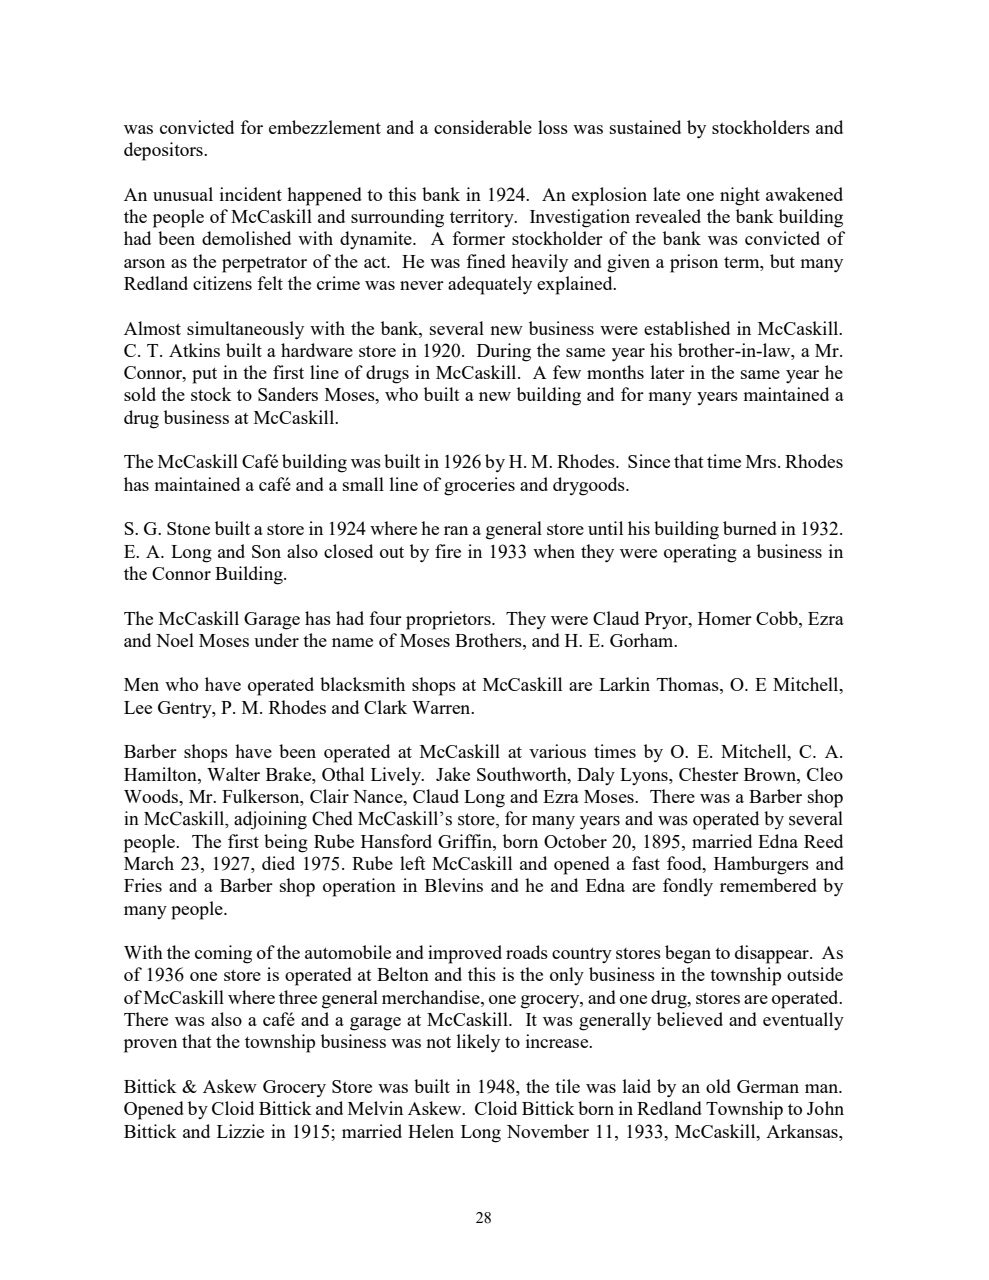 was convicted for embezzlement and a considerable loss was sustained by stockholders and
depositors.
An unusual incident happened to this bank in 1924.  An explosion late one night awakened
the people of McCaskill and surrounding territory.  Investigation revealed the bank building
had been demolished with dynamite.  A former stockholder of the bank was convicted of
arson as the perpetrator of the act.  He was fined heavily and given a prison term, but many
Redland citizens felt the crime was never adequately explained.
Almost simultaneously with the bank, several new business were established in McCaskill.
C. T. Atkins built a hardware store in 1920.  During the same year his brother-in-law, a Mr.
Connor, put in the first line of drugs in McCaskill.  A few months later in the same year he
sold the stock to Sanders Moses, who built a new building and for many years maintained a
drug business at McCaskill.
The McCaskill Café building was built in 1926 by H. M. Rhodes.  Since that time Mrs. Rhodes
has maintained a café and a small line of groceries and drygoods.
S. G. Stone built a store in 1924 where he ran a general store until his building burned in 1932.
E. A. Long and Son also closed out by fire in 1933 when they were operating a business in
the Connor Building.
The McCaskill Garage has had four proprietors.  They were Claud Pryor, Homer Cobb, Ezra
and Noel Moses under the name of Moses Brothers, and H. E. Gorham.
Men who have operated blacksmith shops at McCaskill are Larkin Thomas, O. E Mitchell,
Lee Gentry, P. M. Rhodes and Clark Warren.
Barber shops have been operated at McCaskill at various times by O. E. Mitchell, C. A.
Hamilton, Walter Brake, Othal Lively.  Jake Southworth, Daly Lyons, Chester Brown, Cleo
Woods, Mr. Fulkerson, Clair Nance, Claud Long and Ezra Moses.  There was a Barber shop
in McCaskill, adjoining Ched McCaskill’s store, for many years and was operated by several
people.  The first being Rube Hansford Griffin, born October 20, 1895, married Edna Reed
March 23, 1927, died 1975. Rube left McCaskill and opened a fast food, Hamburgers and
Fries and a Barber shop operation in Blevins and he and Edna are fondly remembered by
many people.
With the coming of the automobile and improved roads country stores began to disappear.  As
of 1936 one store is operated at Belton and this is the only business in the township outside
of McCaskill where three general merchandise, one grocery, and one drug, stores are operated.
There was also a café and a garage at McCaskill.  It was generally believed and eventually
proven that the township business was not likely to increase.
Bittick & Askew Grocery Store was built in 1948, the tile was laid by an old German man.
Opened by Cloid Bittick and Melvin Askew.  Cloid Bittick born in Redland Township to John
Bittick and Lizzie in 1915; married Helen Long November 11, 1933, McCaskill, Arkansas,
28